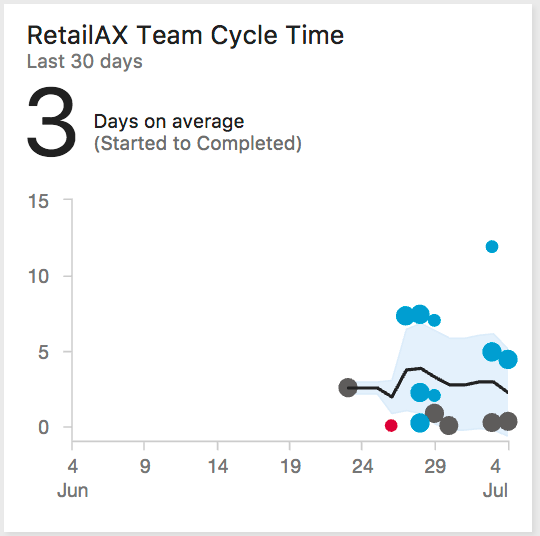 RetailAX Team Cycle Time
Last 30 days
3
Days on average
(Started to Completed)
15
10
5
0
4 9 14 19 24 29 4
Jun Jul